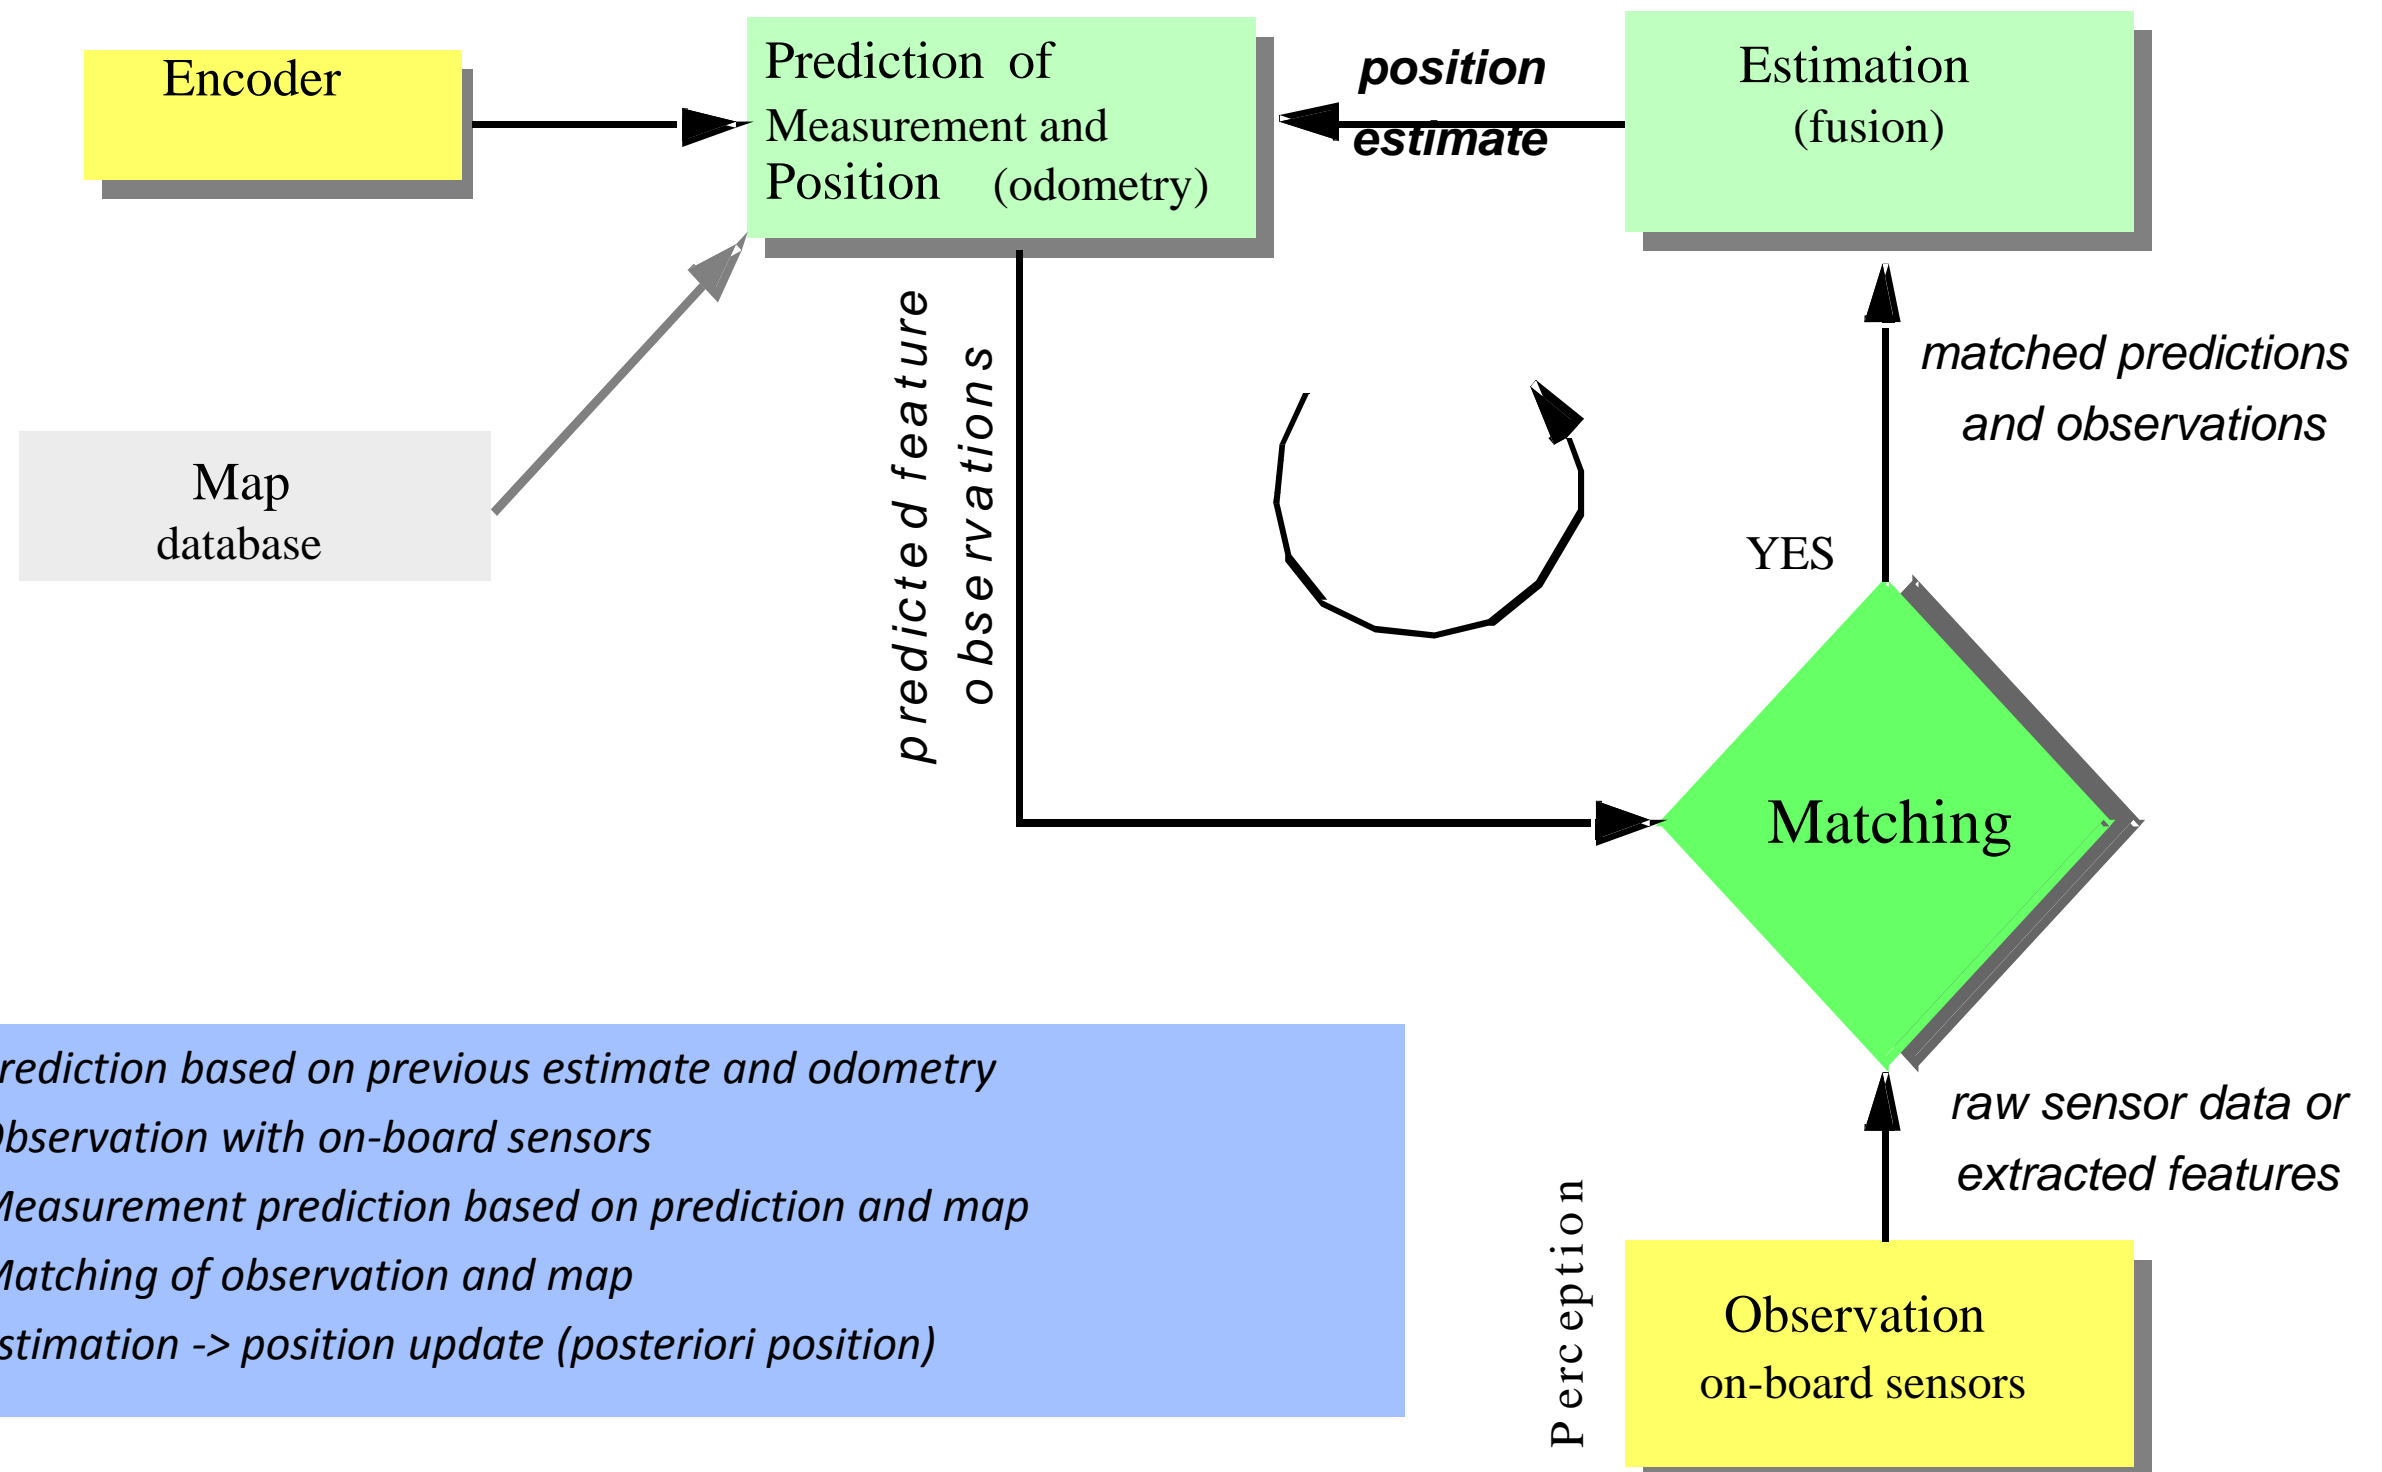 Encoder
Prediction of
Measurement and
Position (odometry)
position
estimate
Estimation
(fusion)
predicted feature
observations
matched predictions
and observations
Map
database
YES
Matching
rediction based on previous estimate and odometry
Observation with on-board sensors
Measurement prediction based on prediction and map
Matching of observation and map
stimation -> position update (posteriori position)
raw sensor data or
extracted features
Perception
Observation
on-board sensors